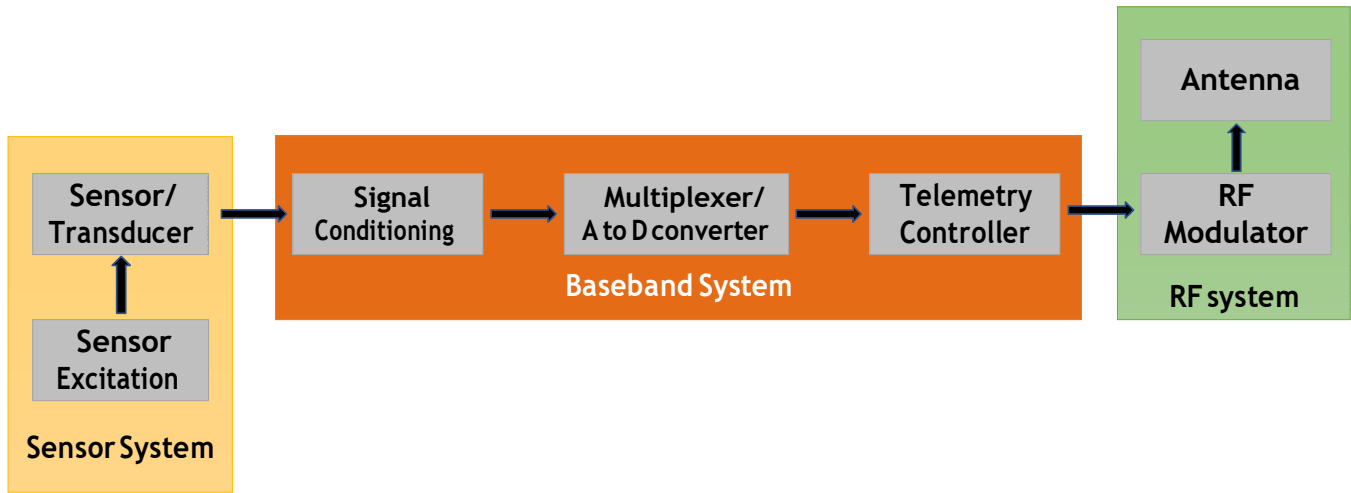 Sensor/
Transducer
Sensor
Excitation
Sensor System
Signal
Conditioning
Multiplexer/
A to D converter
Telemetry
Controller
Baseband System
Antenna
RF
Modulator
RF system